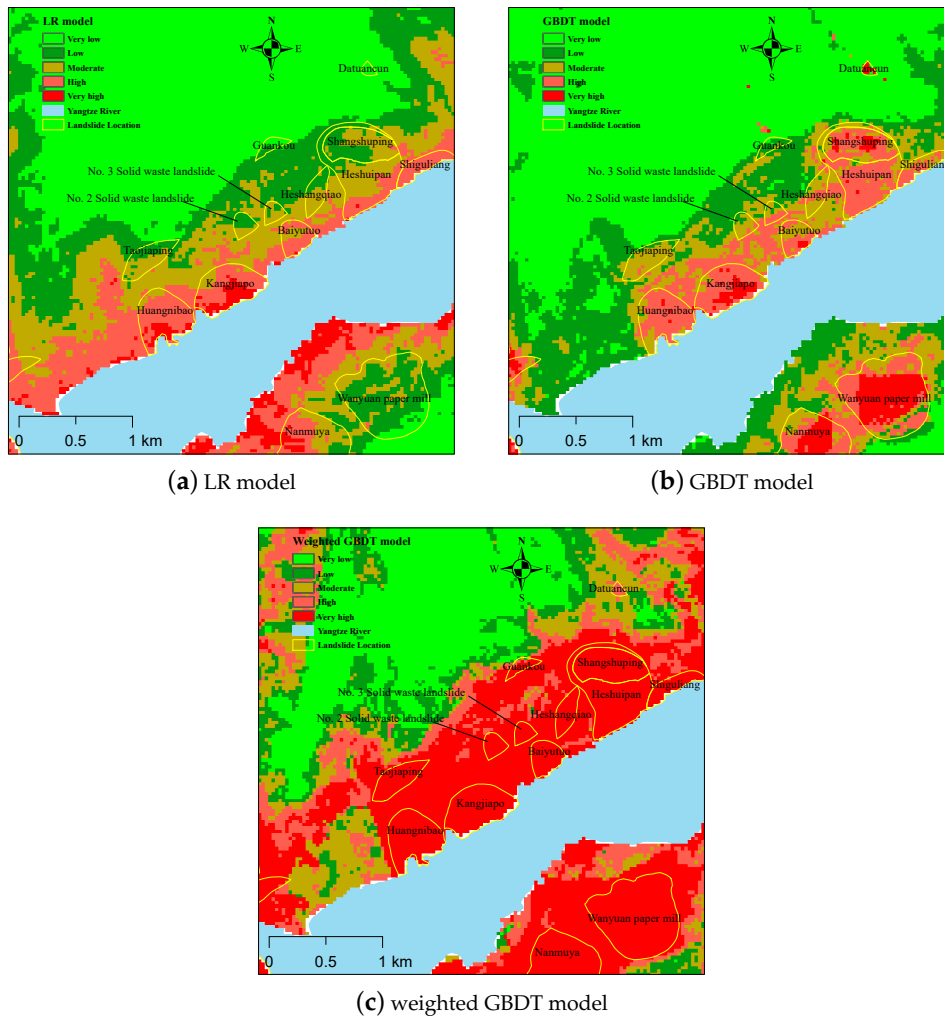 LR model
Very low
Low
Moderate
High
Very high
Yangtze River
Landslide Location
N
W E
S
Datuancun
Guankou
Shangshuping
Shiguliang
No. 3 Solid waste landslide
Heshuipan
Heshangqiao
No. 2 Solid waste landslide
Baiyutuo
Taojiaping
Kangjiapo
Huangnibao
Wanyuan paper mill
Nanmuya
0 0.5 1 km
(a) LR model
GBDT model
Very low
Low
Moderate
High
Very high
Yangtze River
Landslide Location
N
W E
S
Datuancun
Guankou
Shangshuping
Shiguliang
No. 3 Solid waste landslide
Heshuipan
Heshangqiao
No. 2 Solid waste landslide
Baiyutuo
Taojiaping
Kangjiapo
Huangnibao
Wanyuan paper mill
Nanmuya
0 0.5 1 km
(b) GBDT model
Weighted GBDT model
Very low
Low
Moderate
High
Very high
Yangtze River
Landslide Location
N
W E
S
Datuancun
Guankou
Shangshuping
Shiguliang
No. 3 Solid waste landslide
Heshuipan
Heshangqiao
No. 2 Solid waste landslide
Baiyutuo
Taojiaping
Kangjiapo
Huangnibao
Wanyuan paper mill
Nanmuya
0 0.5 1 km
(c) weighted GBDT model